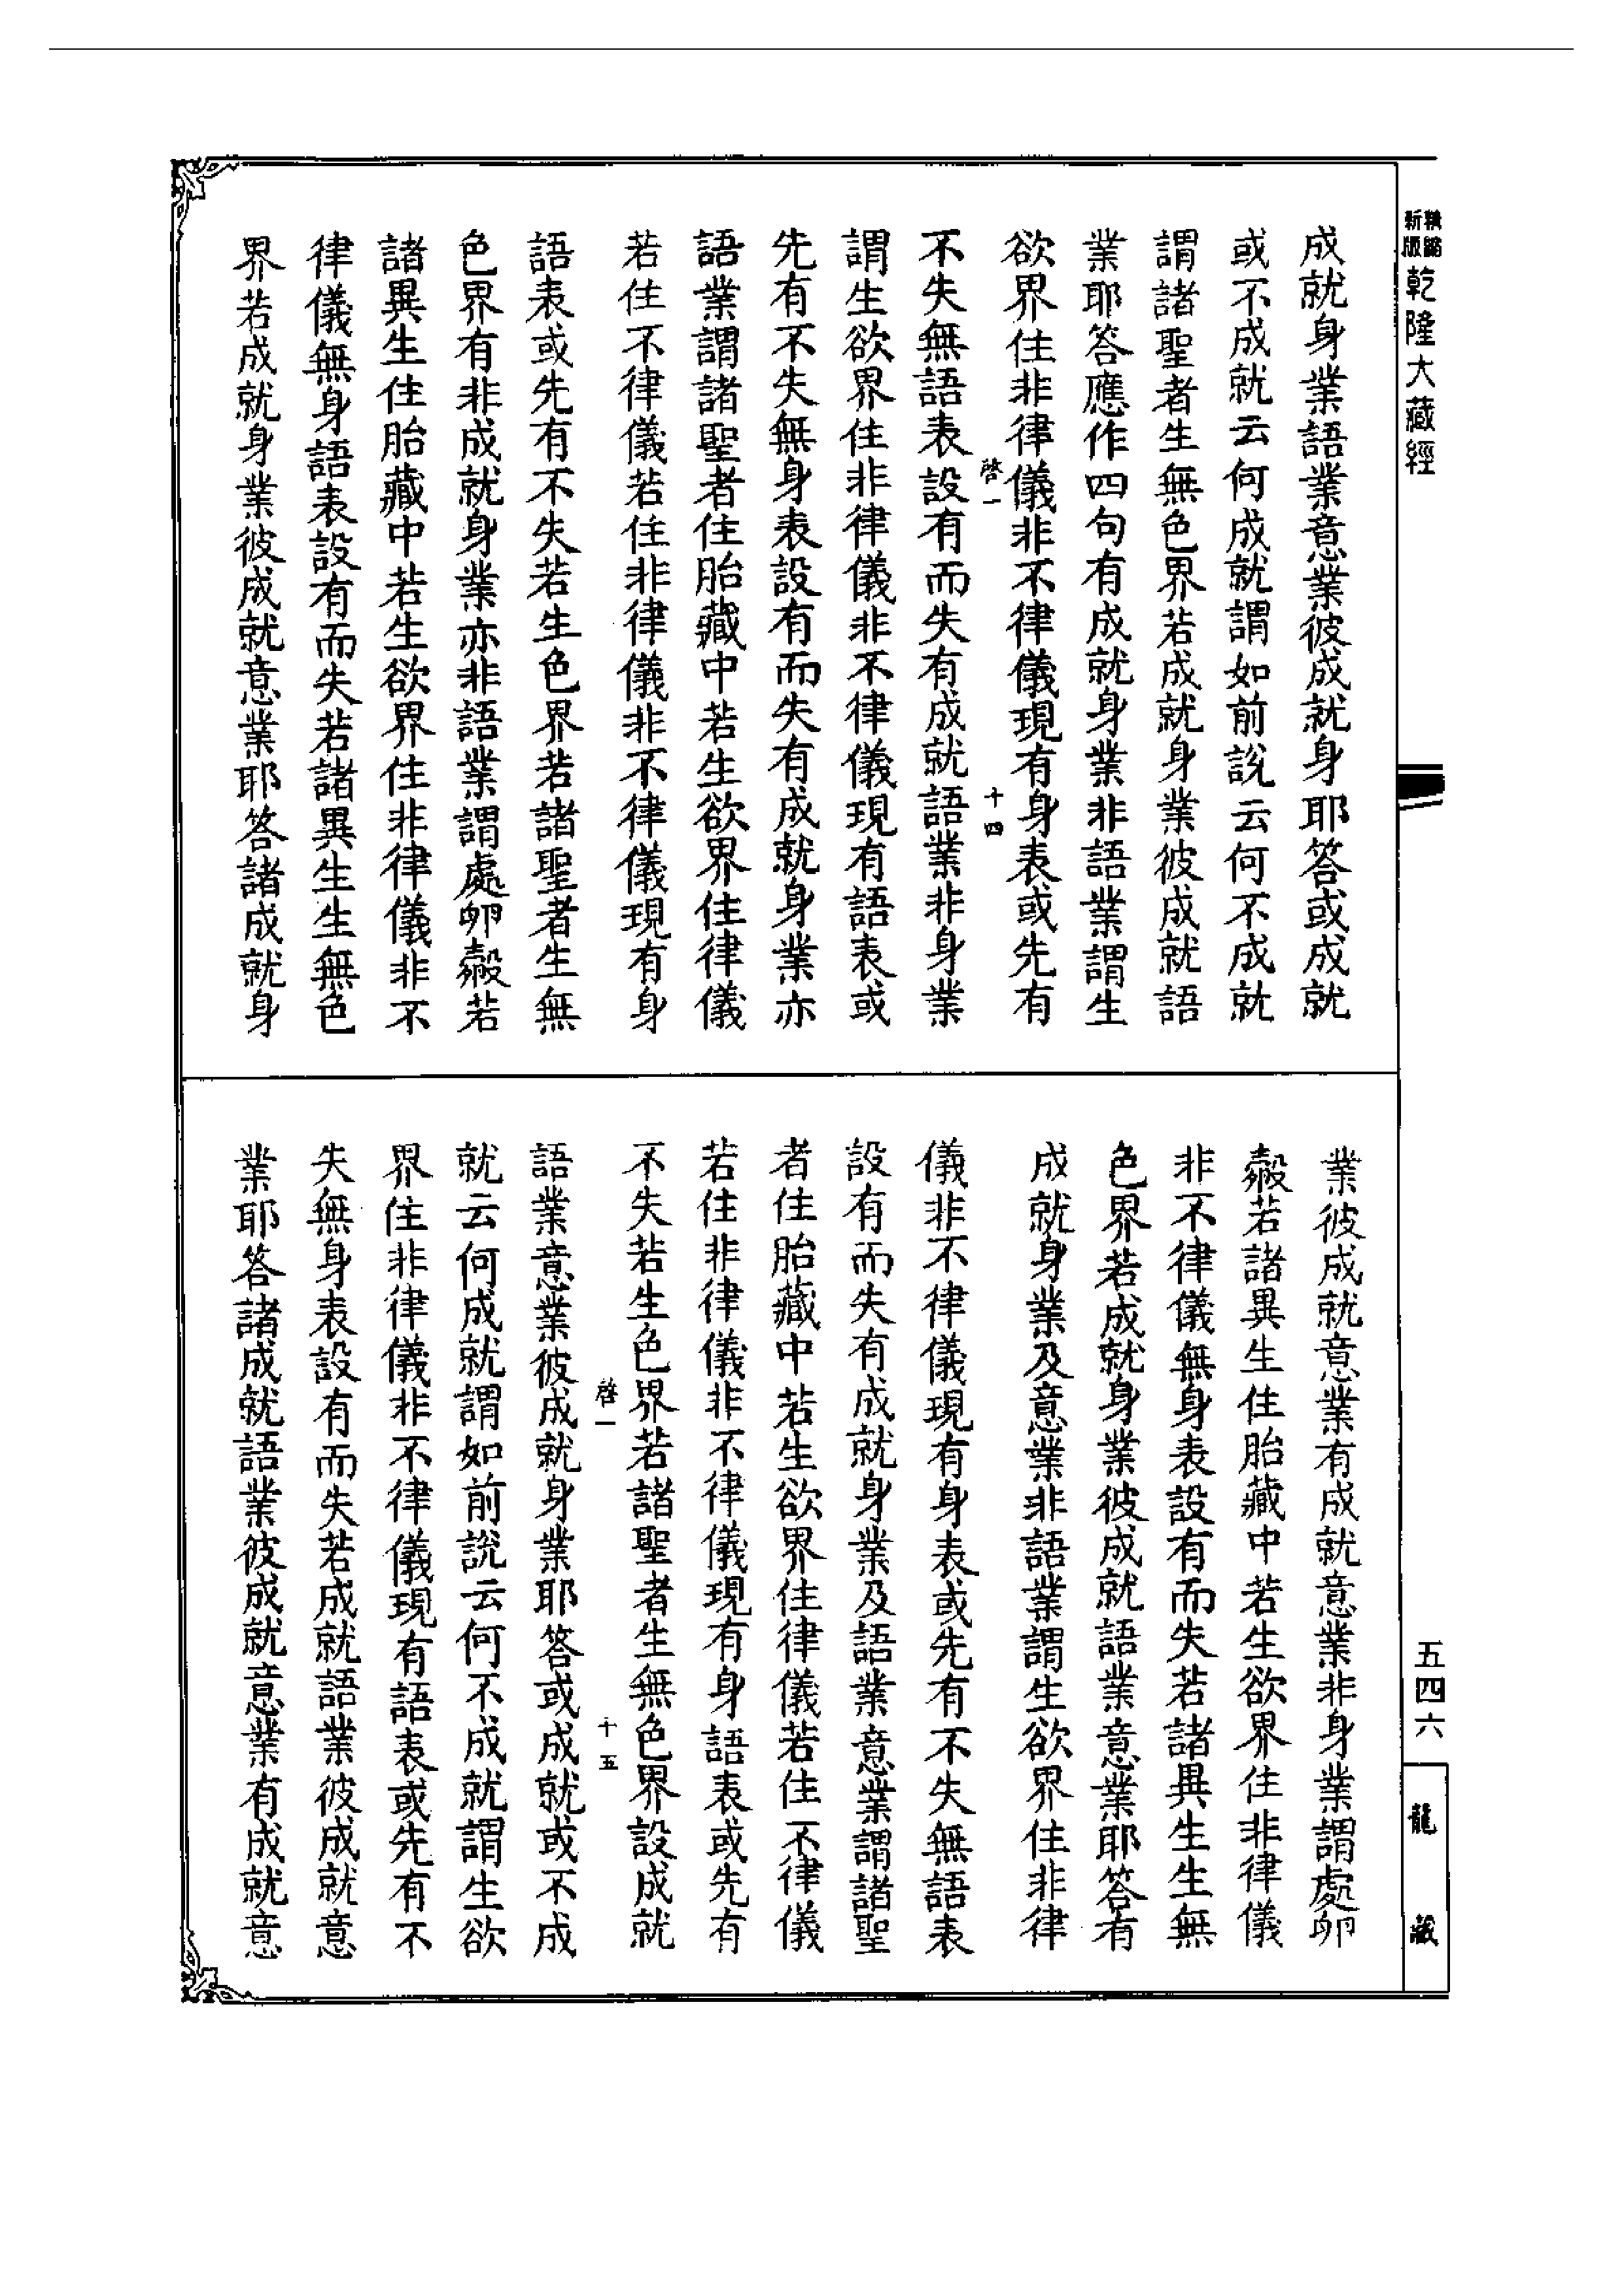 新版
精縮
乾隆大藏經
成就身業語業意業彼成就身耶答或成就
或不成就云何成就謂如前說云何不成就
謂諸聖者生無色界若成就身業彼成就語
業耶答應作四句有成就身業非語業謂生
欲界住非律儀非不律儀現有身表或先有
啓一
十四
不失無語表設有而失有成就語業非身業
謂生欲界住非律儀非不律儀現有語表或
先有不失無身表設有而失有成就身業亦
語業謂諸聖者住胎藏中若生欲界住律儀
若住不律儀若住非律儀非不律儀現有身
語表或先有不失若生色界若諸聖者生無
色界有非成就身業亦非語業謂處卵㲉若
諸異生住胎藏中若生欲界住非律儀非不
律儀無身語表設有而失若諸異生生無色
界若成就身業彼成就意業耶答諸成就身
業彼成就意業有成就意業非身業謂處卵
㲉若諸異生住胎藏中若生欲界住非律儀
非不律儀無身表設有而失若諸異生生無
色界若成就身業彼成就語業意業耶答有
成就身業及意業非語業謂生欲界住非律
儀非不律儀現有身表或先有不失無語表
設有而失有成就身業及語業意業謂諸聖
者住胎藏中若生欲界住律儀若住不律儀
若住非律儀非不律儀現有身語表或先有
不失若生色界若諸聖者生無色界設成就
啓一
十五
語業意業彼成就身業耶答或成就或不成
就云何成就謂如前說云何不成就謂生欲
界住非律儀非不律儀現有語表或先有不
失無身表設有而失若成就語業彼成就意
業耶答諸成就語業彼成就意業有成就意
五四六
龍藏